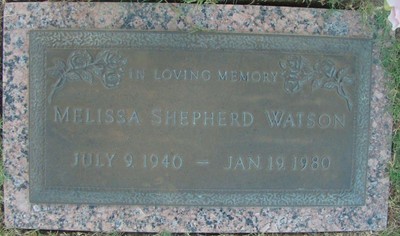 IN LOVING MEMORY
MELISSA SHEPHERD WATSON
JULY 9, 1940 – JAN 19, 1980